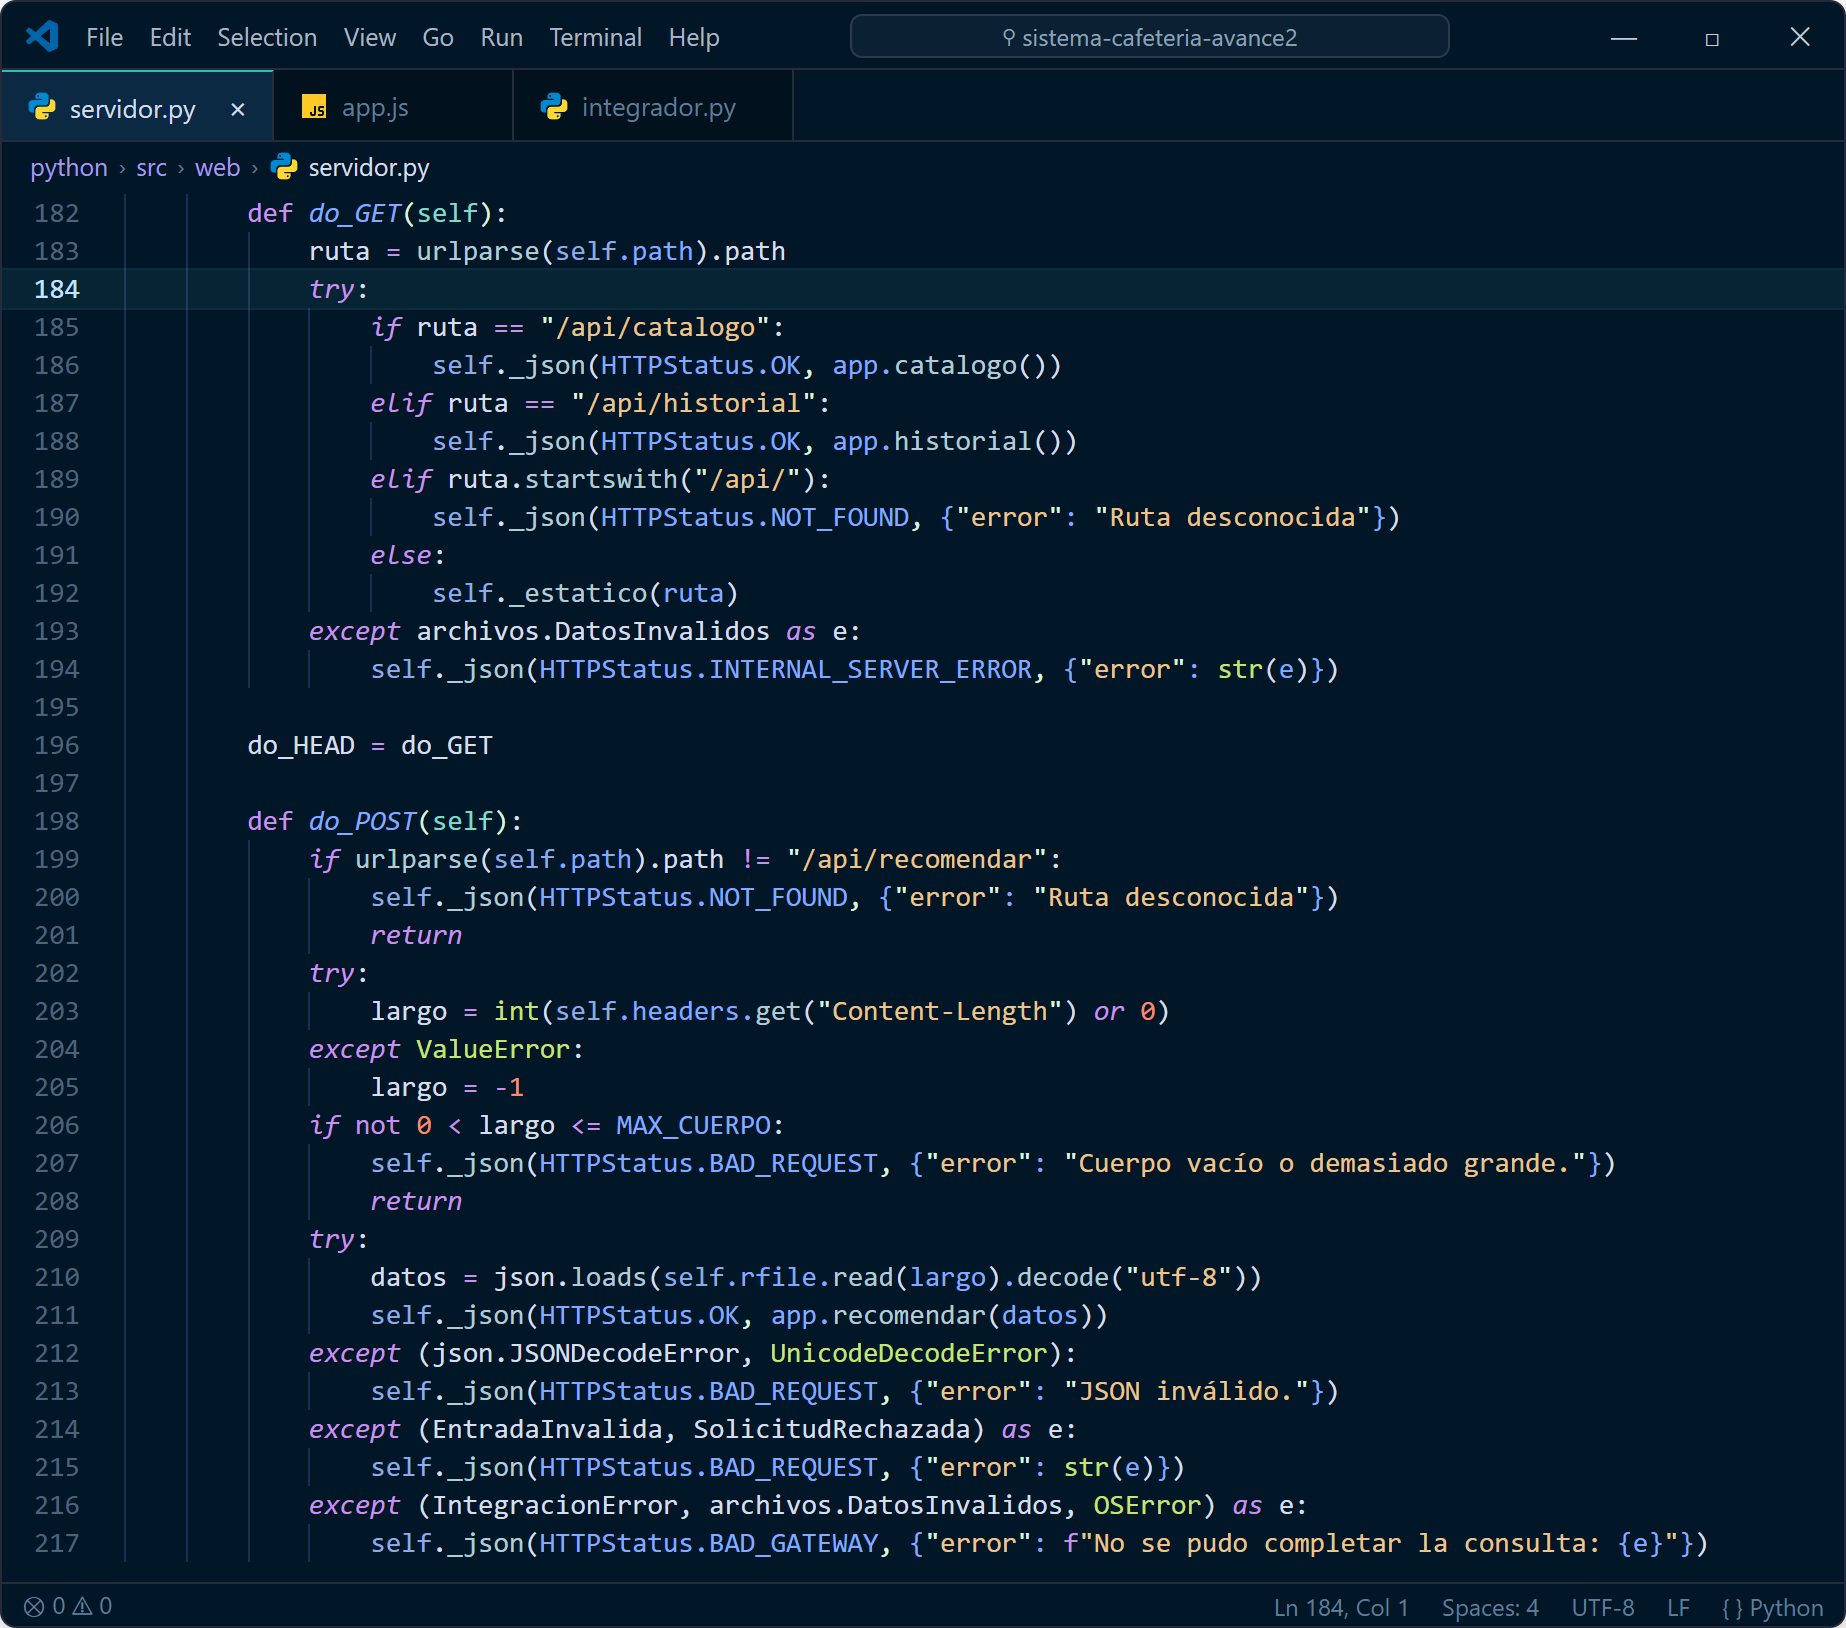 File Edit Selection View Go Run Terminal Help
sistema-cafeteria-avance2
servidor.py × app.js integrador.py
python › src › web › servidor.py
182 def do_GET(self):
183 ruta = urlparse(self.path).path
184 try:
185 if ruta == "/api/catalogo":
186 self._json(HTTPStatus.OK, app.catalogo())
187 elif ruta == "/api/historial":
188 self._json(HTTPStatus.OK, app.historial())
189 elif ruta.startswith("/api/"):
190 self._json(HTTPStatus.NOT_FOUND, {"error": "Ruta desconocida"})
191 else:
192 self._estatico(ruta)
193 except archivos.DatosInvalidos as e:
194 self._json(HTTPStatus.INTERNAL_SERVER_ERROR, {"error": str(e)})
195
196 do_HEAD = do_GET
197
198 def do_POST(self):
199 if urlparse(self.path).path != "/api/recomendar":
200 self._json(HTTPStatus.NOT_FOUND, {"error": "Ruta desconocida"})
201 return
202 try:
203 largo = int(self.headers.get("Content-Length") or 0)
204 except ValueError:
205 largo = -1
206 if not 0 < largo <= MAX_CUERPO:
207 self._json(HTTPStatus.BAD_REQUEST, {"error": "Cuerpo vacío o demasiado grande."})
208 return
209 try:
210 datos = json.loads(self.rfile.read(largo).decode("utf-8"))
211 self._json(HTTPStatus.OK, app.recomendar(datos))
212 except (json.JSONDecodeError, UnicodeDecodeError):
213 self._json(HTTPStatus.BAD_REQUEST, {"error": "JSON inválido."})
214 except (EntradaInvalida, SolicitudRechazada) as e:
215 self._json(HTTPStatus.BAD_REQUEST, {"error": str(e)})
216 except (IntegracionError, archivos.DatosInvalidos, OSError) as e:
217 self._json(HTTPStatus.BAD_GATEWAY, {"error": f"No se pudo completar la consulta: {e}"})
0 0 Ln 184, Col 1 Spaces: 4 UTF-8 LF { } Python